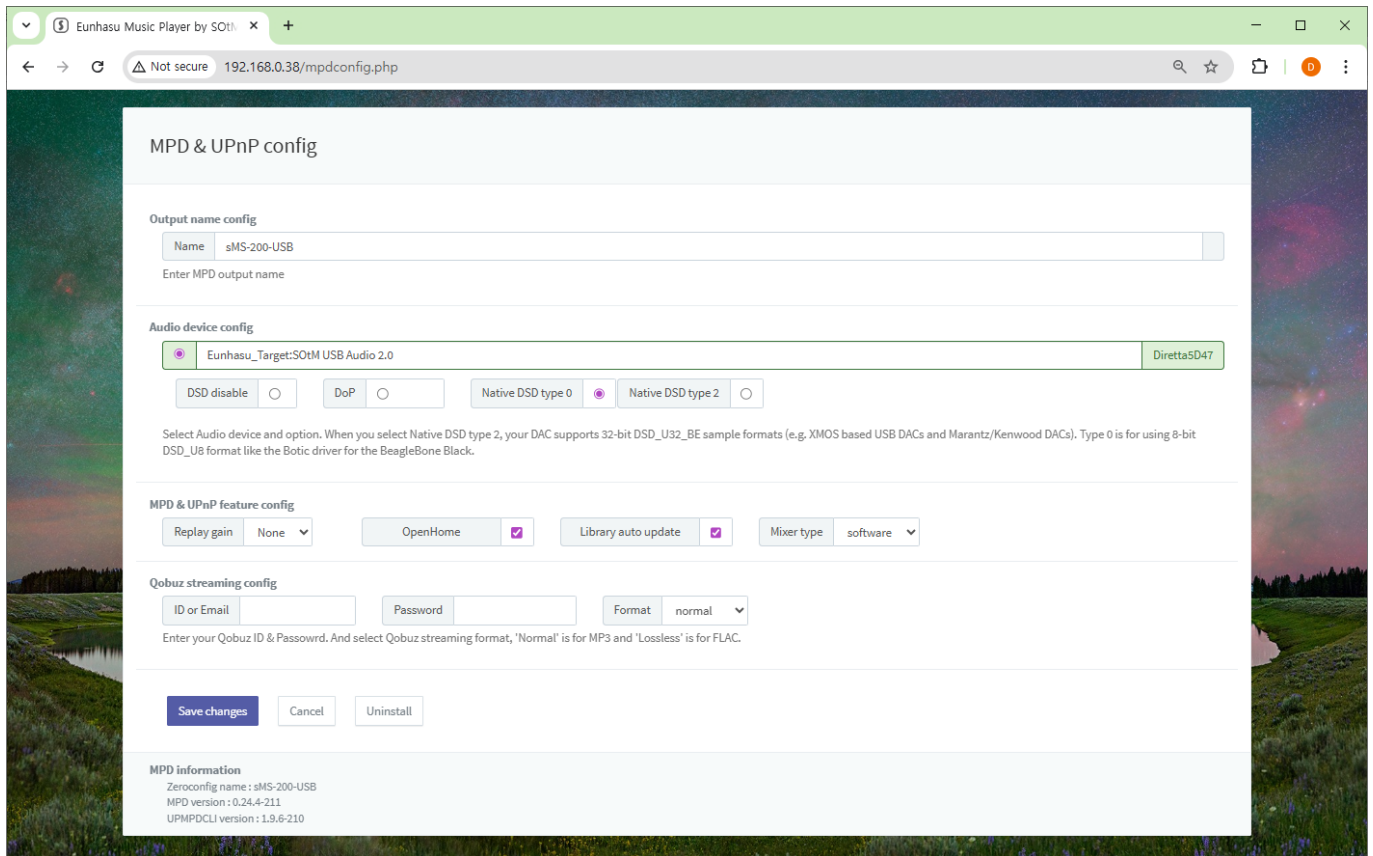 Eunhasu Music Player by SOtM
Not secure
192.168.0.38/mpdconfig.php
D
MPD & UPnP config
Output name config
Name sMS-200-USB
Enter MPD output name
Audio device config
Eunhasu_Target:SOtM USB Audio 2.0 Diretta5D47
DSD disable DoP Native DSD type 0 Native DSD type 2
Select Audio device and option. When you select Native DSD type 2, your DAC supports 32-bit DSD_U32_BE sample formats (e.g. XMOS based USB DACs and Marantz/Kenwood DACs). Type 0 is for using 8-bit
DSD_U8 format like the Botic driver for the BeagleBone Black.
MPD & UPnP feature config
Replay gain None OpenHome Library auto update Mixer type software
Qobuz streaming config
ID or Email Password Format normal
Enter your Qobuz ID & Passowrd. And select Qobuz streaming format, 'Normal' is for MP3 and 'Lossless' is for FLAC.
Save changes Cancel Uninstall
MPD information
Zeroconfig name : sMS-200-USB
MPD version : 0.24.4-211
UPMPDCLI version : 1.9.6-210